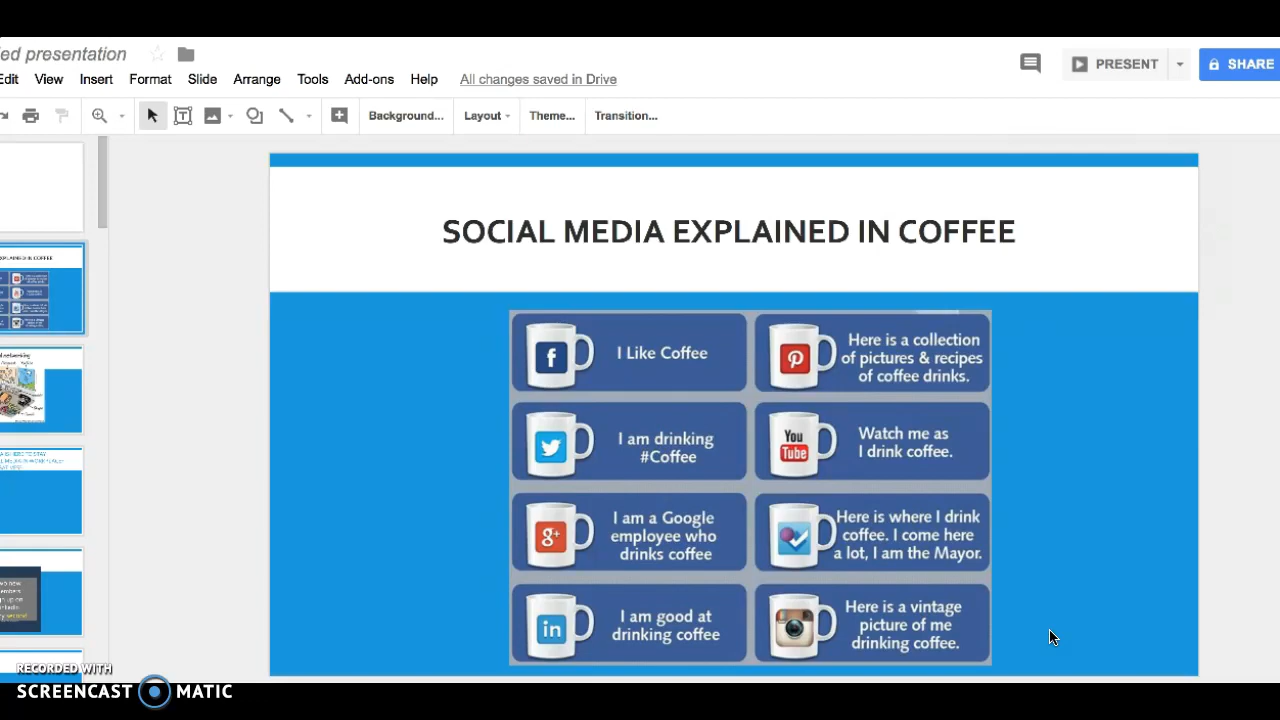 ed presentation
Edit View Insert Format Slide Arrange Tools Add-ons Help All changes saved in Drive
PRESENT
SHARE
Background... Layout Theme... Transition...
SOCIAL MEDIA EXPLAINED IN COFFEE
f
I Like Coffee
Here is a collection
of pictures & recipes
of coffee drinks.
I am drinking
#Coffee
You
Tube
Watch me as
I drink coffee.
g+
I am a Google
employee who
drinks coffee
Here is where I drink
coffee. I come here
a lot, I am the Mayor.
in
I am good at
drinking coffee
Here is a vintage
picture of me
drinking coffee.
EXPLAINED IN COFFEE
RECORDED WITH
SCREENCAST MATIC